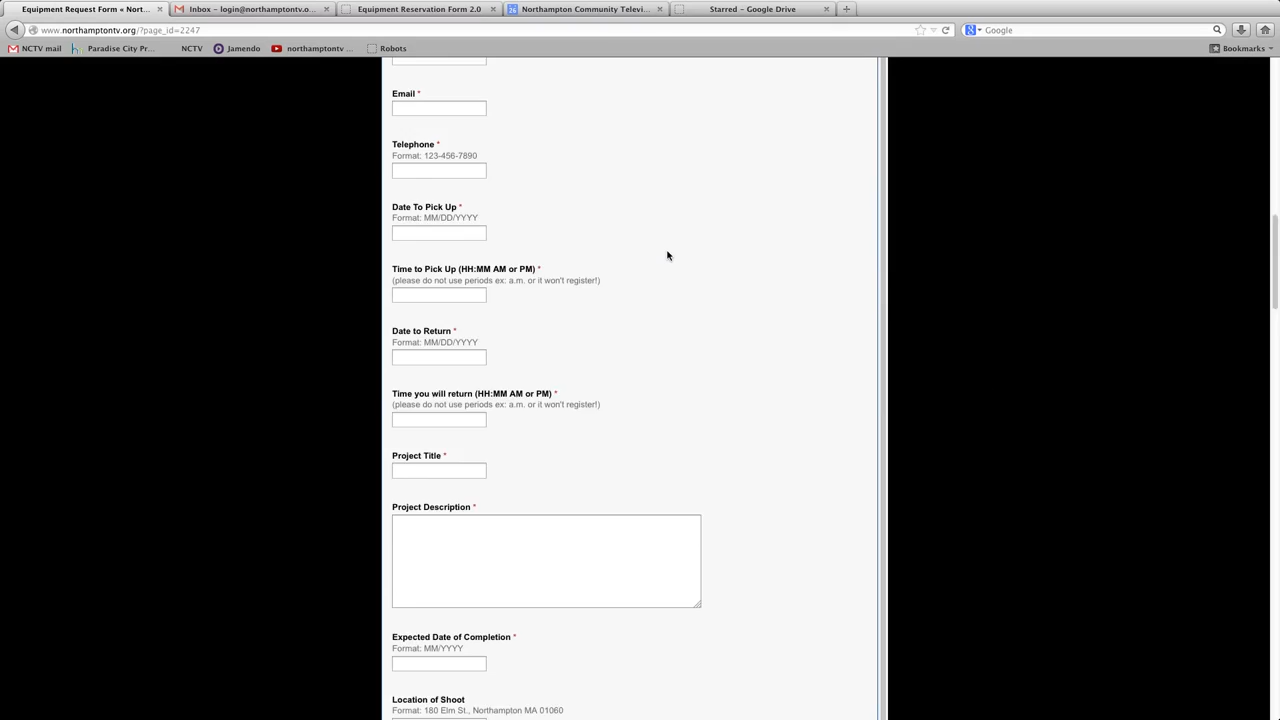 Equipment Request Form « Nort...
Inbox – login@northamptontv.o...
Equipment Reservation Form 2.0
26 Northampton Community Televi...
Starred – Google Drive
www.northamptontv.org/?page_id=2247
Google
NCTV mail
Paradise City Pr...
NCTV
Jamendo
northamptontv ...
Robots
Bookmarks
Email *
Telephone *
Format: 123-456-7890
Date To Pick Up *
Format: MM/DD/YYYY
Time to Pick Up (HH:MM AM or PM) *
(please do not use periods ex: a.m. or it won't register!)
Date to Return *
Format: MM/DD/YYYY
Time you will return (HH:MM AM or PM) *
(please do not use periods ex: a.m. or it won't register!)
Project Title *
Project Description *
Expected Date of Completion *
Format: MM/YYYY
Location of Shoot
Format: 180 Elm St., Northampton MA 01060